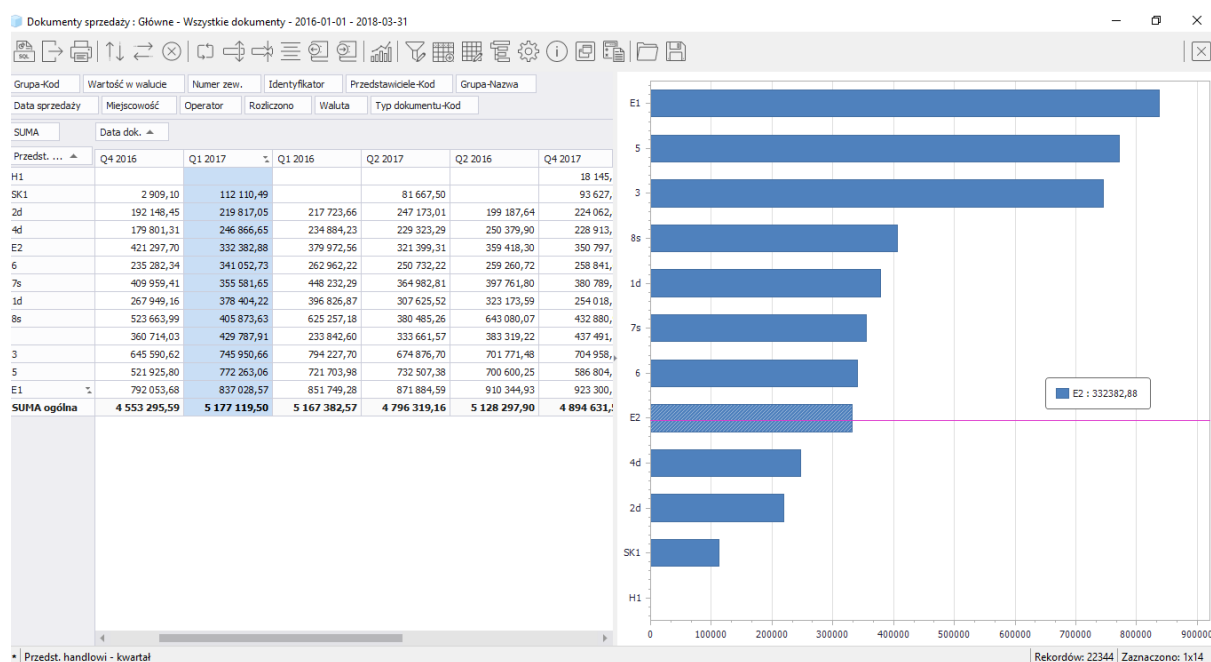 Dokumenty sprzedaży : Główne - Wszystkie dokumenty - 2016-01-01 - 2018-03-31
SQL
Grupa-Kod Wartość w walucie Numer zew. Identyfikator Przedstawiciele-Kod Grupa-Nazwa
Data sprzedaży Miejscowość Operator Rozliczono Waluta Typ dokumentu-Kod
SUMA Data dok.
Przedst. ... Q4 2016 Q1 2017 Q1 2016 Q2 2017 Q2 2016 Q4 2017
H1 18 145,
SK1 2 909,10 112 110,49 81 667,50 93 627,
2d 192 148,45 219 817,05 217 723,66 247 173,01 199 187,64 224 062,
4d 179 801,31 246 866,65 234 884,23 229 323,29 250 379,90 228 913,
E2 421 297,70 332 382,88 379 972,56 321 399,31 359 418,30 350 797,
6 235 282,34 341 052,73 262 962,22 250 732,22 259 260,72 258 841,
7s 409 959,41 355 581,65 448 232,29 364 982,81 397 761,80 380 789,
1d 267 949,16 378 404,22 396 826,87 307 625,52 323 173,59 254 018,
8s 523 663,99 405 873,63 625 257,18 380 485,26 643 080,07 432 880,
360 714,03 429 787,91 233 842,60 333 661,57 383 319,22 437 491,
3 645 590,62 745 950,66 794 227,70 674 876,70 701 771,48 704 958,
5 521 925,80 772 263,06 721 703,98 732 507,38 700 600,25 586 804,
E1 792 053,68 837 028,57 851 749,28 871 884,59 910 344,93 923 300,
SUMA ogólna 4 553 295,59 5 177 119,50 5 167 382,57 4 796 319,16 5 128 297,90 4 894 631,
E1
5
3
8s
1d
7s
6
E2
E2 : 332382,88
4d
2d
SK1
H1
0 100000 200000 300000 400000 500000 600000 700000 800000 900000
* Przedst. handlowi - kwartał
Rekordów: 22344 Zaznaczono: 1x14